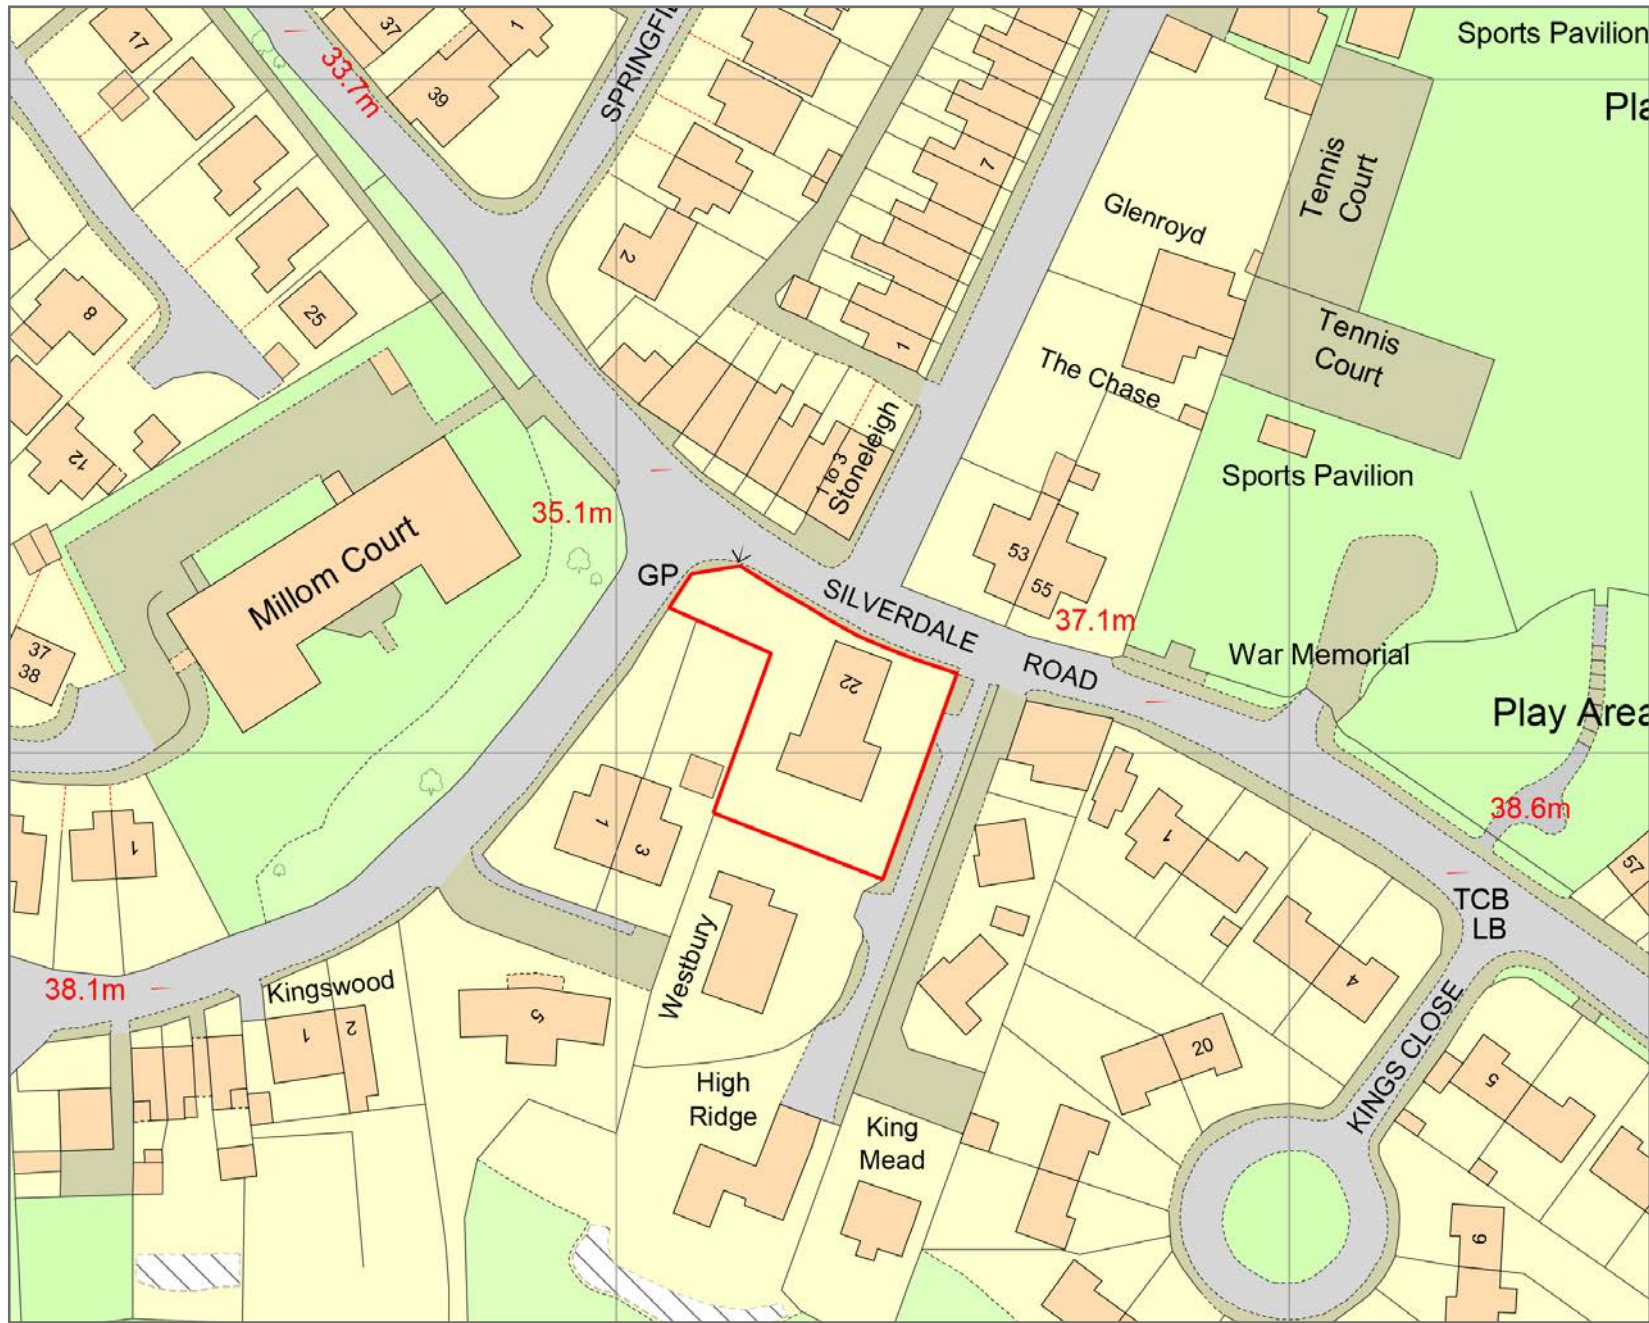 Sports Pavilion
17
37
1
33.7m
39
7
Tennis
Court
Glenroyd
2
8
25
1
Tennis
Court
The Chase
12
1 to 3
Stoneleigh
Sports Pavilion
35.1m
Millom Court
53
55
GP
SILVERDALE
ROAD
37.1m
War Memorial
37
38
22
Play Area
38.6m
1
1
3
1
57
TCB
LB
Westbury
4
38.1m
Kingswood
1
2
5
20
KINGS CLOSE
5
High
Ridge
King
Mead
9